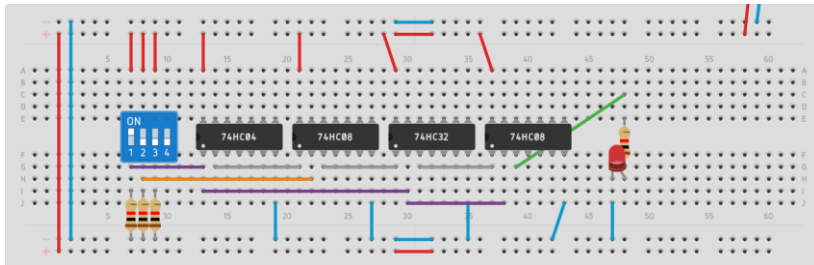 − −
+ +
5 10 15 20 25 30 35 40 45 50 55 60
A A
B B
C C
D D
E E
ON
1 2 3 4
74HC04 74HC08 74HC32 74HC08
F F
G G
H H
I I
J J
5 10 15 20 25 30 35 40 45 50 55 60
− −
+ +